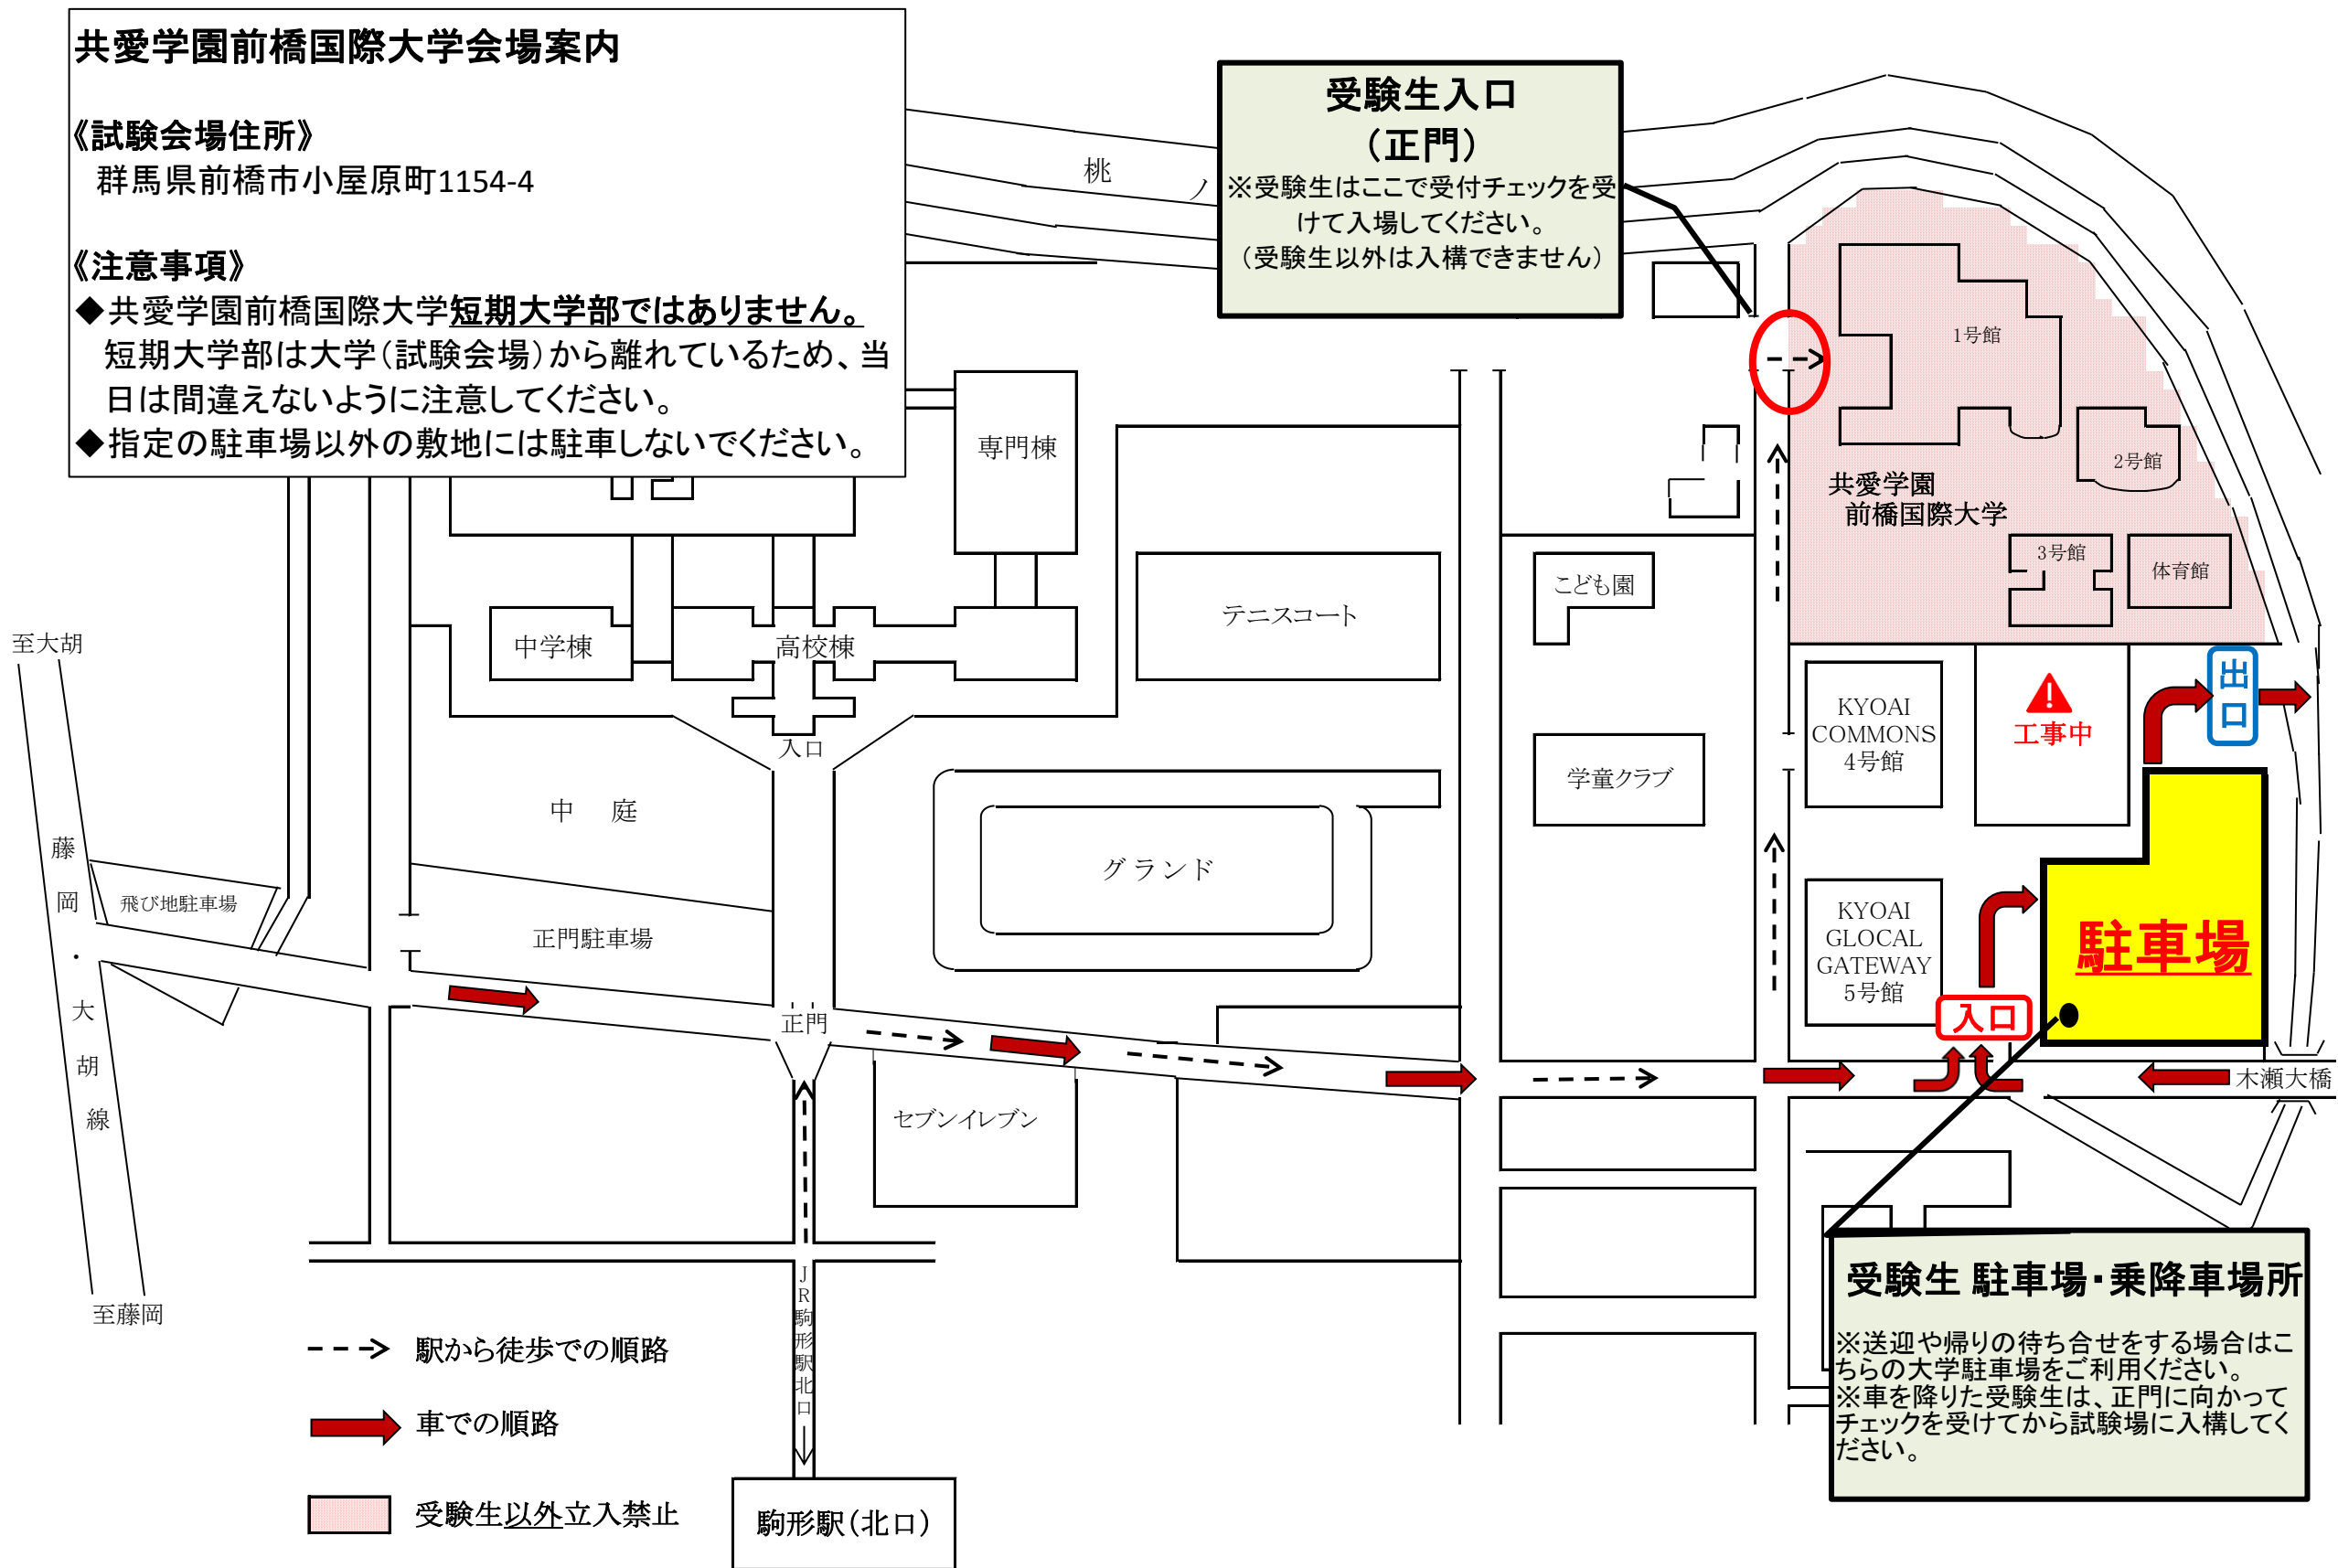 共愛学園前橋国際大学会場案内
《試験会場住所》
群馬県前橋市小屋原町1154-4
《注意事項》
◆共愛学園前橋国際大学短期大学部ではありません。
短期大学部は大学(試験会場)から離れているため、当
日は間違えないように注意してください。
◆指定の駐車場以外の敷地には駐車しないでください。
桃ノ
受験生入口
(正門)
※受験生はここで受付チェックを受
けて入場してください。
(受験生以外は入構できません)
1号館
2号館
共愛学園
前橋国際大学
3号館
体育館
専門棟
中学棟
高校棟
入口
テニスコート
こども園
学童クラブ
KYOAI
COMMONS
4号館
工事中
出口
至大胡
藤岡・大胡線
至藤岡
飛び地駐車場
中 庭
正門駐車場
グランド
正門
セブンイレブン
KYOAI
GLOCAL
GATEWAY
5号館
入口
駐車場
木瀬大橋
JR駒形駅北口
駒形駅(北口)
駅から徒歩での順路
車での順路
受験生以外立入禁止
受験生 駐車場・乗降車場所
※送迎や帰りの待ち合せをする場合はこ
ちらの大学駐車場をご利用ください。
※車を降りた受験生は、正門に向かって
チェックを受けてから試験場に入構してく
ださい。